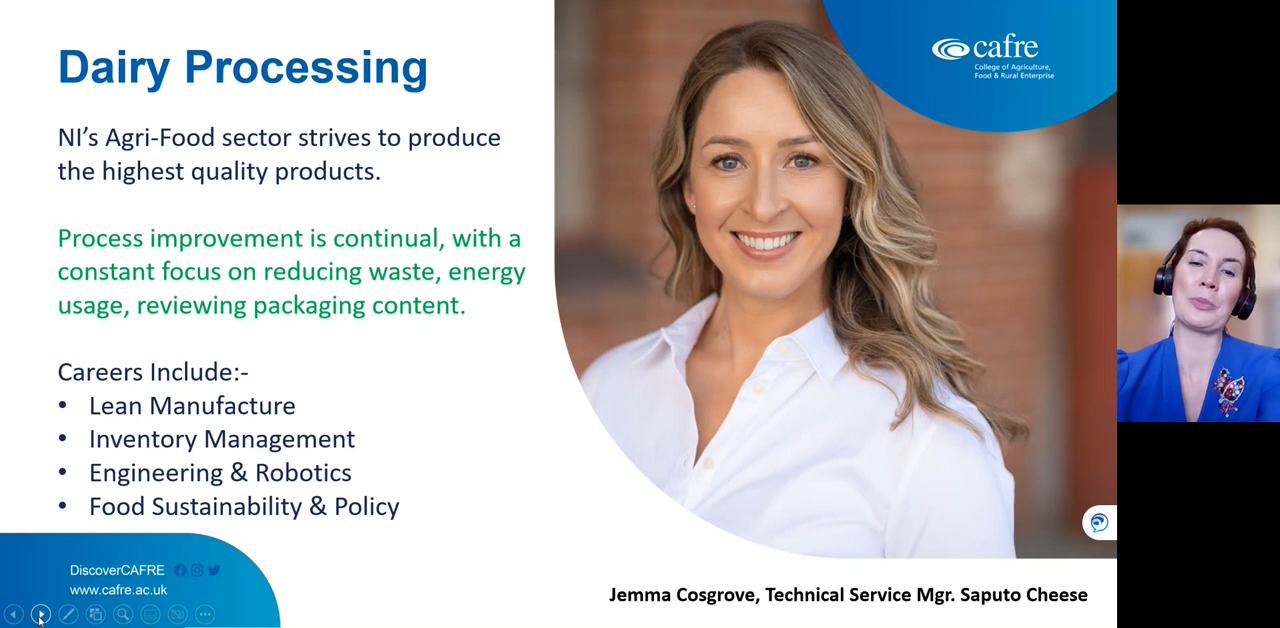 Dairy Processing
NI’s Agri-Food sector strives to produce
the highest quality products.
Process improvement is continual, with a
constant focus on reducing waste, energy
usage, reviewing packaging content.
Careers Include:-
• Lean Manufacture
• Inventory Management
• Engineering & Robotics
• Food Sustainability & Policy
DiscoverCAFRE
www.cafre.ac.uk
cafre
College of Agriculture,
Food & Rural Enterprise
Jemma Cosgrove, Technical Service Mgr. Saputo Cheese